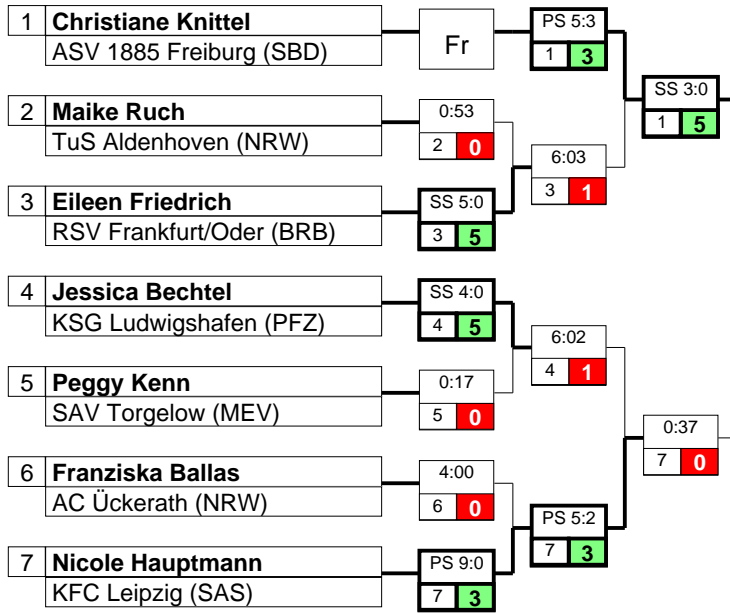 1 Christiane Knittel
ASV 1885 Freiburg (SBD)
Fr
PS 5:3
1 3
SS 3:0
1 5
2 Maike Ruch
TuS Aldenhoven (NRW)
0:53
2 0
6:03
3 1
3 Eileen Friedrich
RSV Frankfurt/Oder (BRB)
SS 5:0
3 5
4 Jessica Bechtel
KSG Ludwigshafen (PFZ)
SS 4:0
4 5
6:02
4 1
5 Peggy Kenn
SAV Torgelow (MEV)
0:17
5 0
0:37
7 0
6 Franziska Ballas
AC Ückerath (NRW)
4:00
6 0
PS 5:2
7 3
7 Nicole Hauptmann
KFC Leipzig (SAS)
PS 9:0
7 3